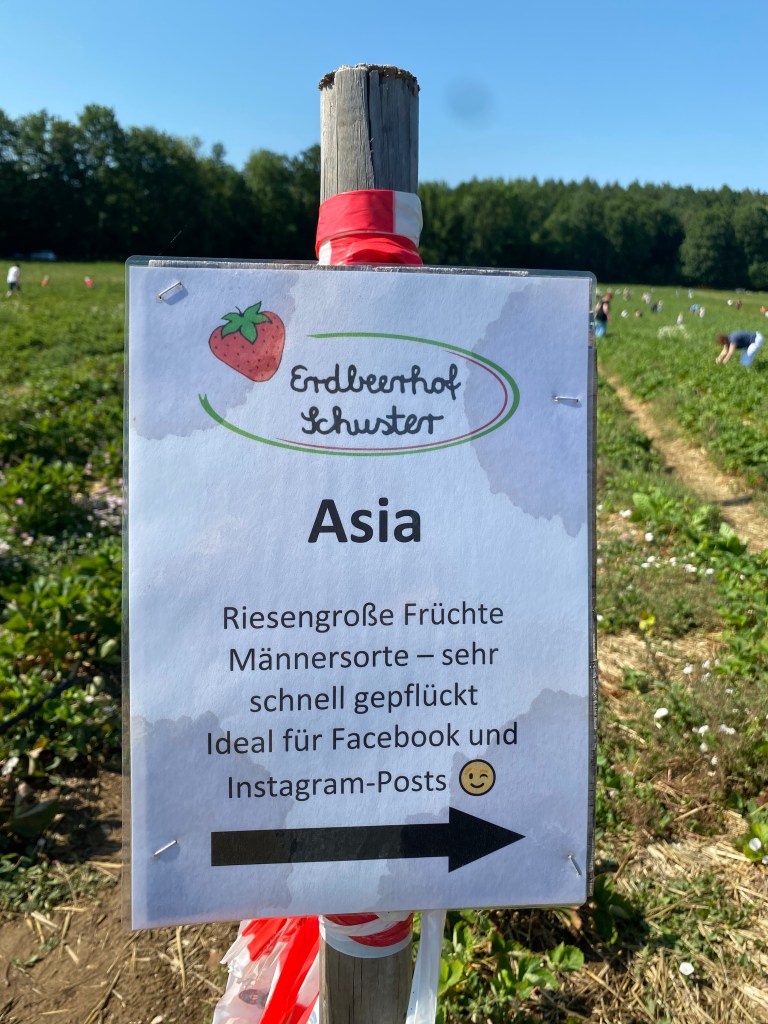 Erdbeerhof
Schuster
Asia
Riesengroße Früchte
Männersorte – sehr
schnell gepflückt
Ideal für Facebook und
Instagram-Posts 😉